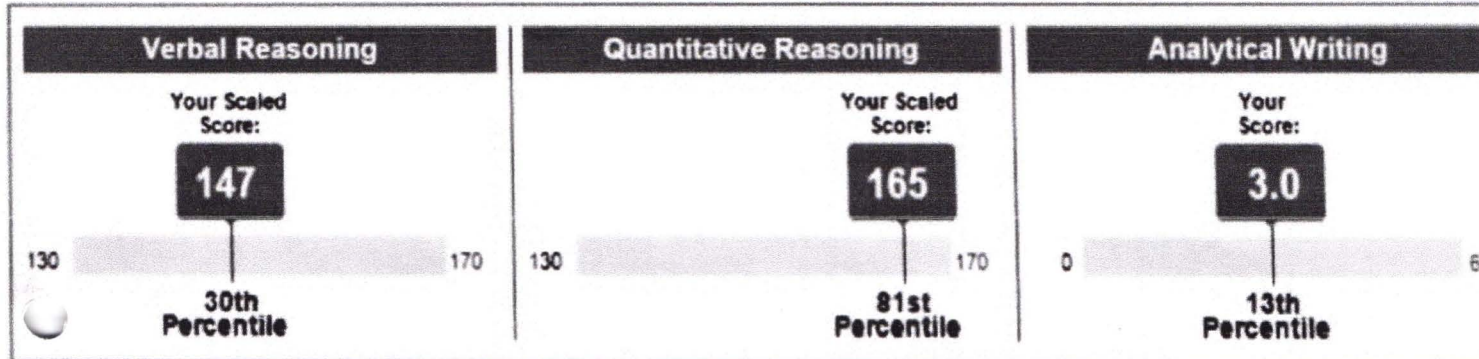 Verbal Reasoning
Your Scaled
Score:
147
130
170
30th
Percentile
Quantitative Reasoning
Your Scaled
Score:
165
130
170
81st
Percentile
Analytical Writing
Your
Score:
3.0
0
6
13th
Percentile